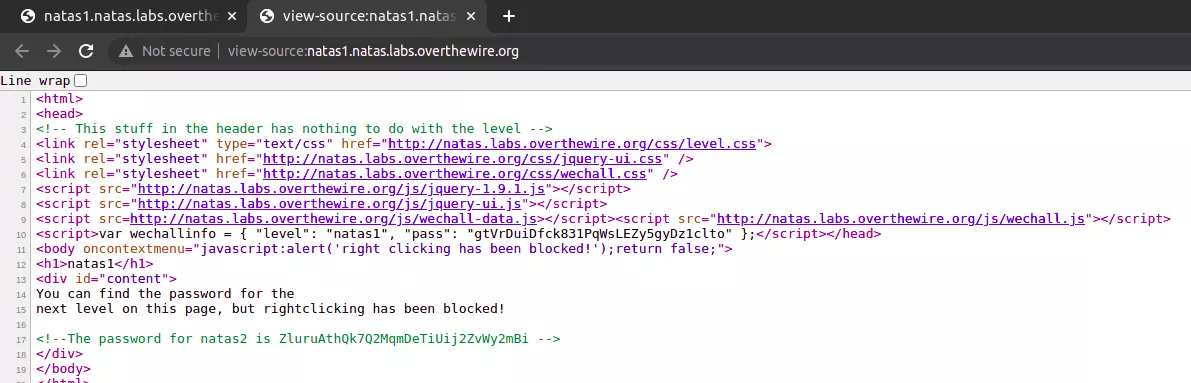 natas1.natas.labs.overth
view-source:natas1.natas
Not secure
view-source:natas1.natas.labs.overthewire.org
Line wrap
1 <html>
2 <head>
3 <!-- This stuff in the header has nothing to do with the level -->
4 <link rel="stylesheet" type="text/css" href="http://natas.labs.overthewire.org/css/level.css">
5 <link rel="stylesheet" href="http://natas.labs.overthewire.org/css/jquery-ui.css" />
6 <link rel="stylesheet" href="http://natas.labs.overthewire.org/css/wechall.css" />
7 <script src="http://natas.labs.overthewire.org/js/jquery-1.9.1.js"></script>
8 <script src="http://natas.labs.overthewire.org/js/jquery-ui.js"></script>
9 <script src=http://natas.labs.overthewire.org/js/wechall-data.js></script><script src="http://natas.labs.overthewire.org/js/wechall.js"></script>
10 <script>var wechallinfo = { "level": "natas1", "pass": "gtVrDuiDfck831PqWsLEZy5gyDz1clto" };</script></head>
11 <body oncontextmenu="javascript:alert('right clicking has been blocked!');return false;">
12 <h1>natas1</h1>
13 <div id="content">
14 You can find the password for the
15 next level on this page, but rightclicking has been blocked!
16
17 <!--The password for natas2 is ZluruAthQk7Q2MqmDeTiUij2ZvWy2mBi -->
18 </div>
19 </body>
</html>